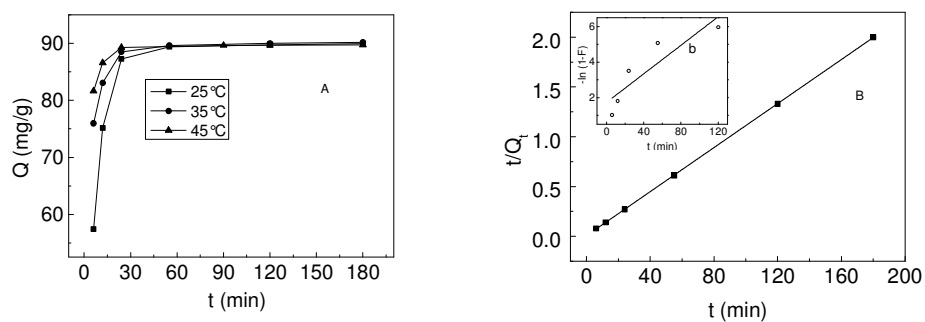 90
80
70
60
Q (mg/g)
0 30 60 90 120 150 180
t (min)
25°C
35°C
45°C
A
2.0
1.5
1.0
0.5
0.0
t/Qt
0 40 80 120 160 200
t (min)
B
6
4
2
-ln (1-F)
0 40 80 120
t (min)
b